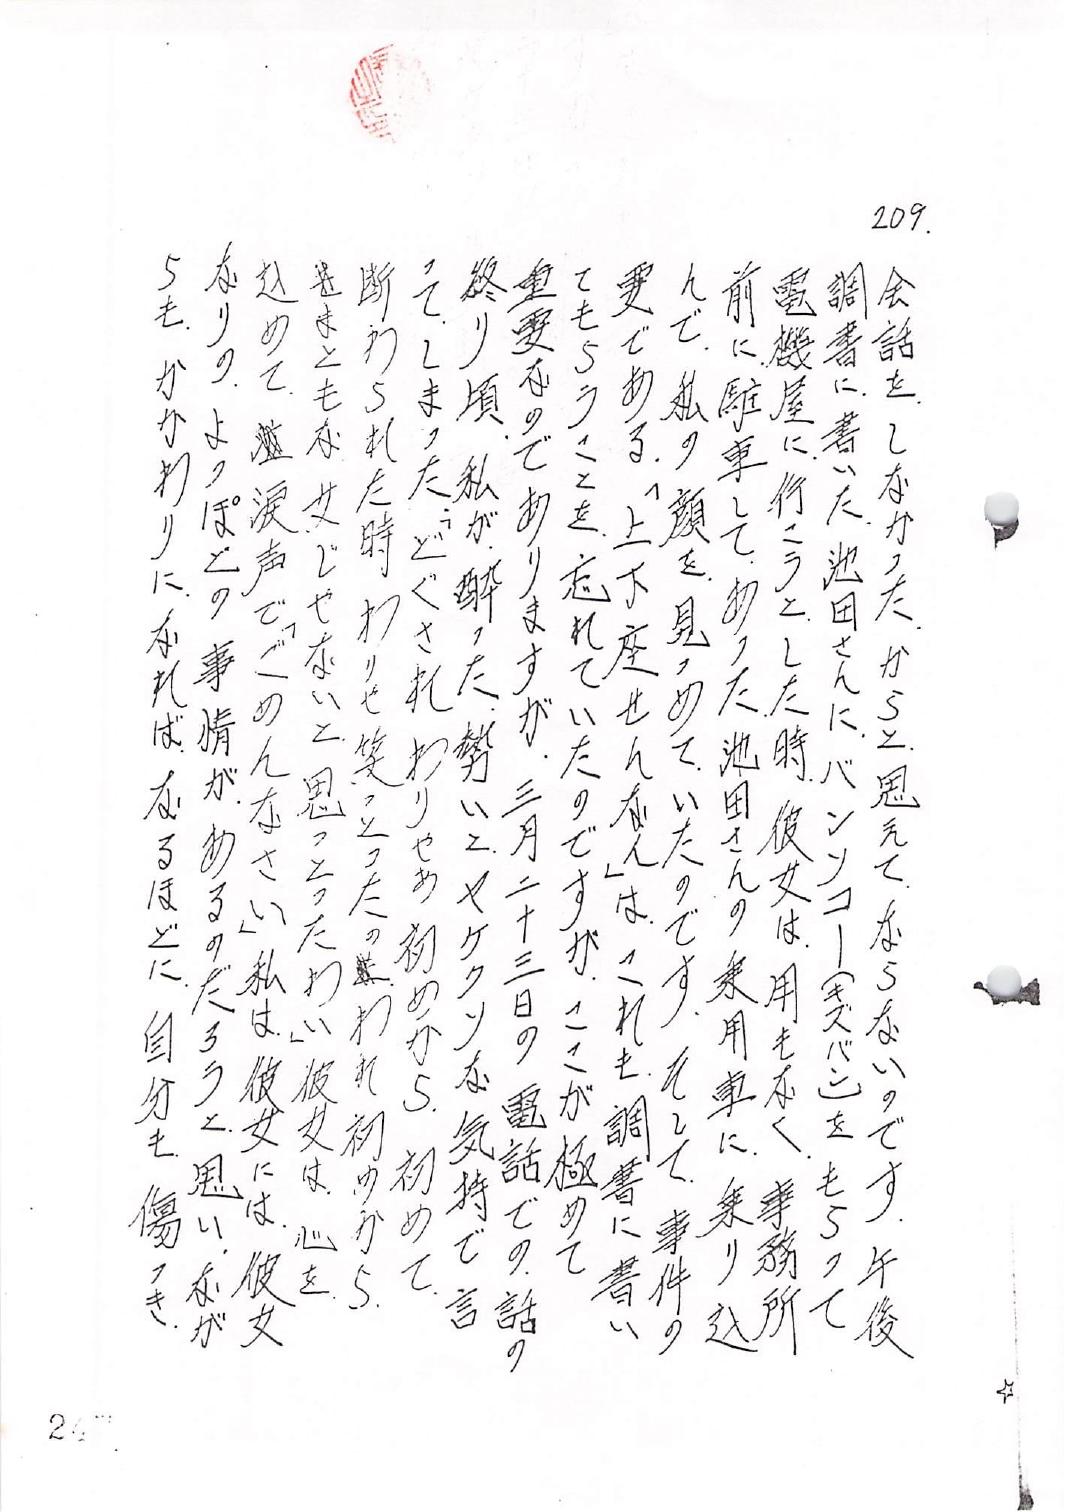 209.
会話を、しなかった、からと、思えて、ならないのです。午後
調書に、書いた、池田さんに、バンソコー(キズバン)を、もらって
電機屋に、行こうと、した時、彼女は、用もなく、事務所
前に、駐車して、あった、池田さんの、乗用車に、乗り込
んで、私の、顔を、見つめて、いたのです。そして、事件の
要である、「上下座せんなん」は、これも、調書に、書い
てもらうことを、忘れていたのですが、ここが極めて
重要なのでありますが、三月二十三日の、電話での、話の
終り頃、私が、酔った、勢いと、ヤケクソな、気持で、言
って、しまった、「どぐされ、わりゃあ、初めから、初めて、
断わられた時、わりゃ笑っとったの、われ、初めから、
まともな、女じゃないと、思っとったわい」彼女は、心を、
込めて、涙声で、「ごめんなさい」私は、彼女には、彼女
なりの、よっぽどの、事情が、あるのだろうと、思い、なが
らも、かかわりに、なれば、なるほどに、自分も、傷つき、
2